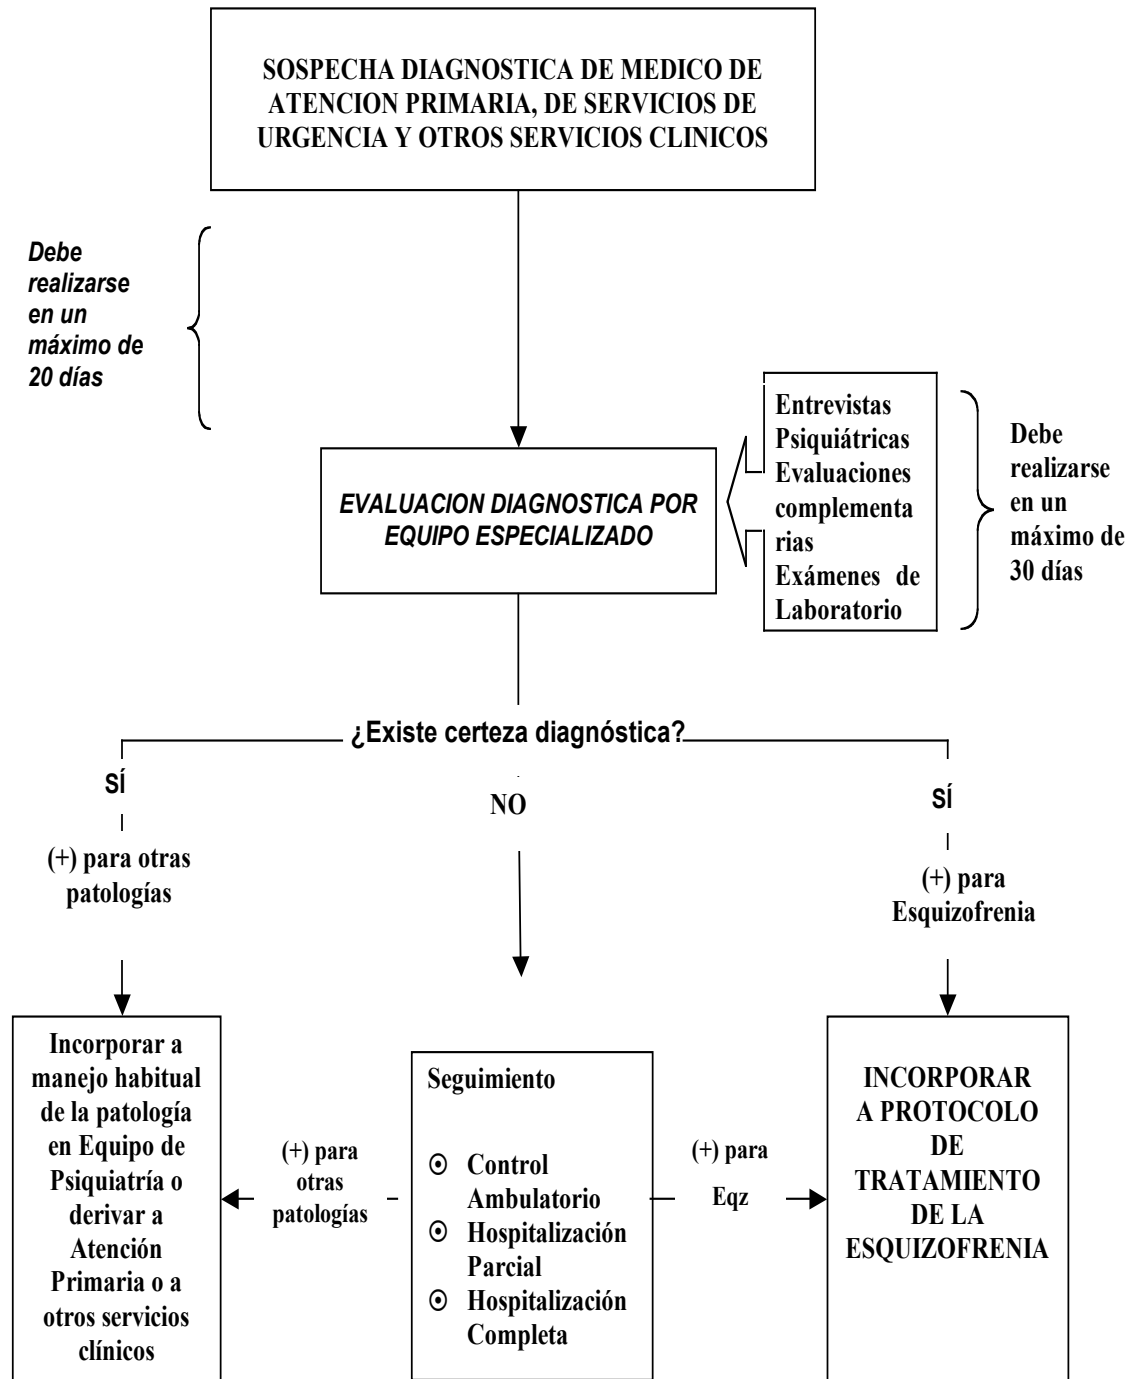 SOSPECHA DIAGNOSTICA DE MEDICO DE
ATENCION PRIMARIA, DE SERVICIOS DE
URGENCIA Y OTROS SERVICIOS CLINICOS
Debe
realizarse
en un
máximo de
20 días
EVALUACION DIAGNOSTICA POR
EQUIPO ESPECIALIZADO
Entrevistas
Psiquiátricas
Evaluaciones
complementa
rias
Exámenes de
Laboratorio
Debe
realizarse
en un
máximo de
30 días
¿Existe certeza diagnóstica?
SÍ
NO
SÍ
(+) para otras
patologías
(+) para
Esquizofrenia
Incorporar a
manejo habitual
de la patología
en Equipo de
Psiquiatría o
derivar a
Atención
Primaria o a
otros servicios
clínicos
(+) para
otras
patologías
Seguimiento
Control
Ambulatorio
Hospitalización
Parcial
Hospitalización
Completa
(+) para
Eqz
INCORPORAR
A PROTOCOLO
DE
TRATAMIENTO
DE LA
ESQUIZOFRENIA